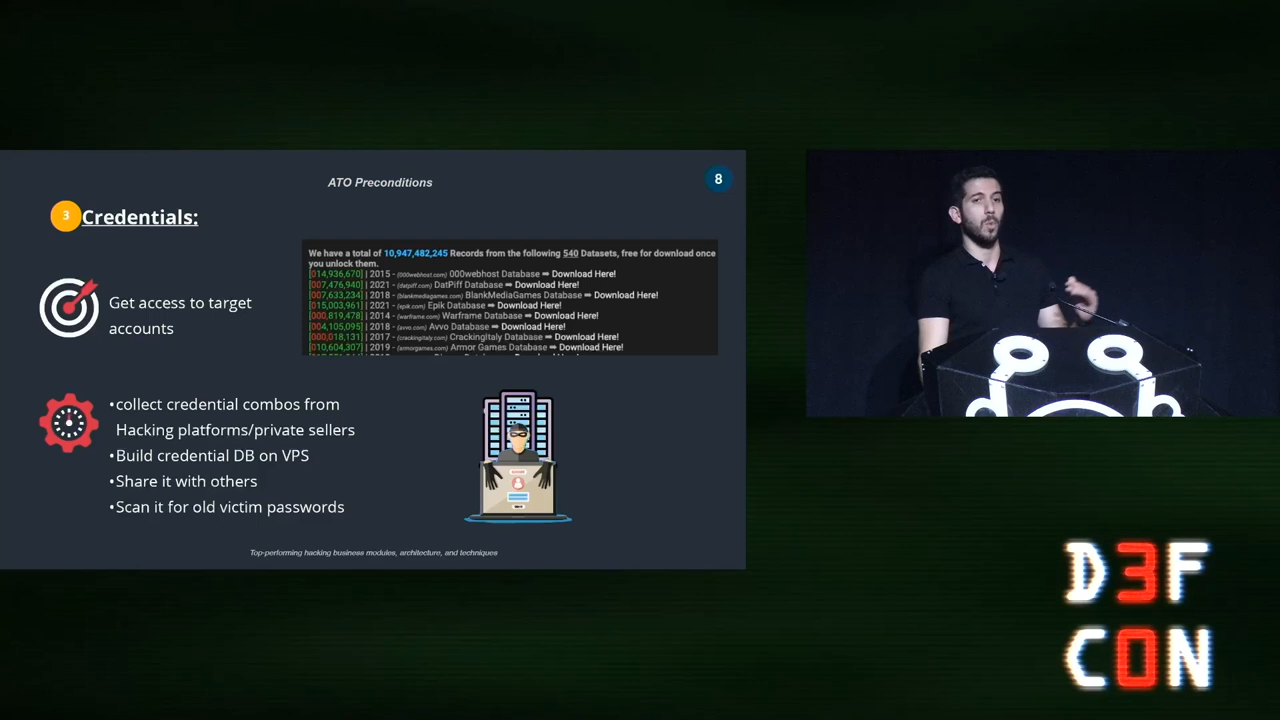 ATO Preconditions
8
3
Credentials:
We have a total of 10,947,482,245 Records from the following 540 Datasets, free for download once
you unlock them.
[014,936,670] | 2015 - (000webhost.com) 000webhost Database ➡ Download Here!
[007,476,940] | 2021 - (datpiff.com) DatPiff Database ➡ Download Here!
[007,633,234] | 2018 - (blankmediagames.com) BlankMediaGames Database ➡ Download Here!
[015,003,961] | 2021 - (epik.com) Epik Database ➡ Download Here!
[000,819,478] | 2014 - (warframe.com) Warframe Database ➡ Download Here!
[004,105,095] | 2018 - (avvo.com) Avvo Database ➡ Download Here!
[000,018,131] | 2017 - (crackingitaly.com) CrackingItaly Database ➡ Download Here!
[010,604,307] | 2019 - (armorgames.com) Armor Games Database ➡ Download Here!
Get access to target
accounts
•collect credential combos from
Hacking platforms/private sellers
•Build credential DB on VPS
•Share it with others
•Scan it for old victim passwords
Top-performing hacking business modules, architecture, and techniques
D3F
C0N